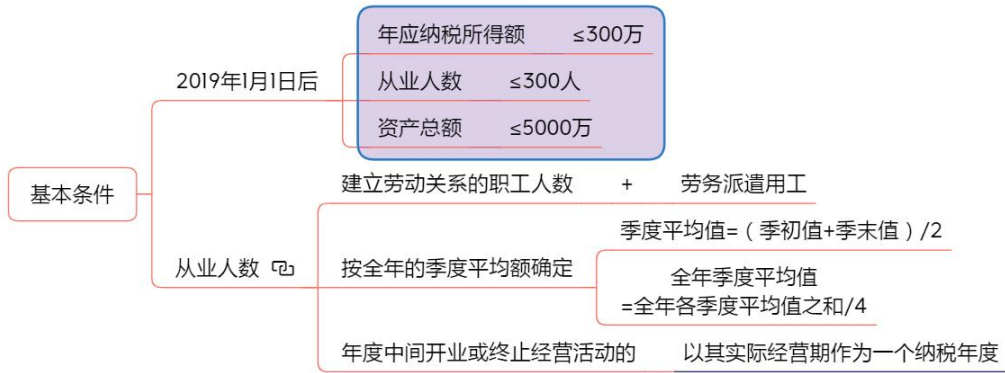 基本条件
2019年1月1日后
年应纳税所得额 ≤300万
从业人数 ≤300人
资产总额 ≤5000万
从业人数
建立劳动关系的职工人数 + 劳务派遣用工
按全年的季度平均额确定
季度平均值=（季初值+季末值）/2
全年季度平均值
=全年各季度平均值之和/4
年度中间开业或终止经营活动的 以其实际经营期作为一个纳税年度